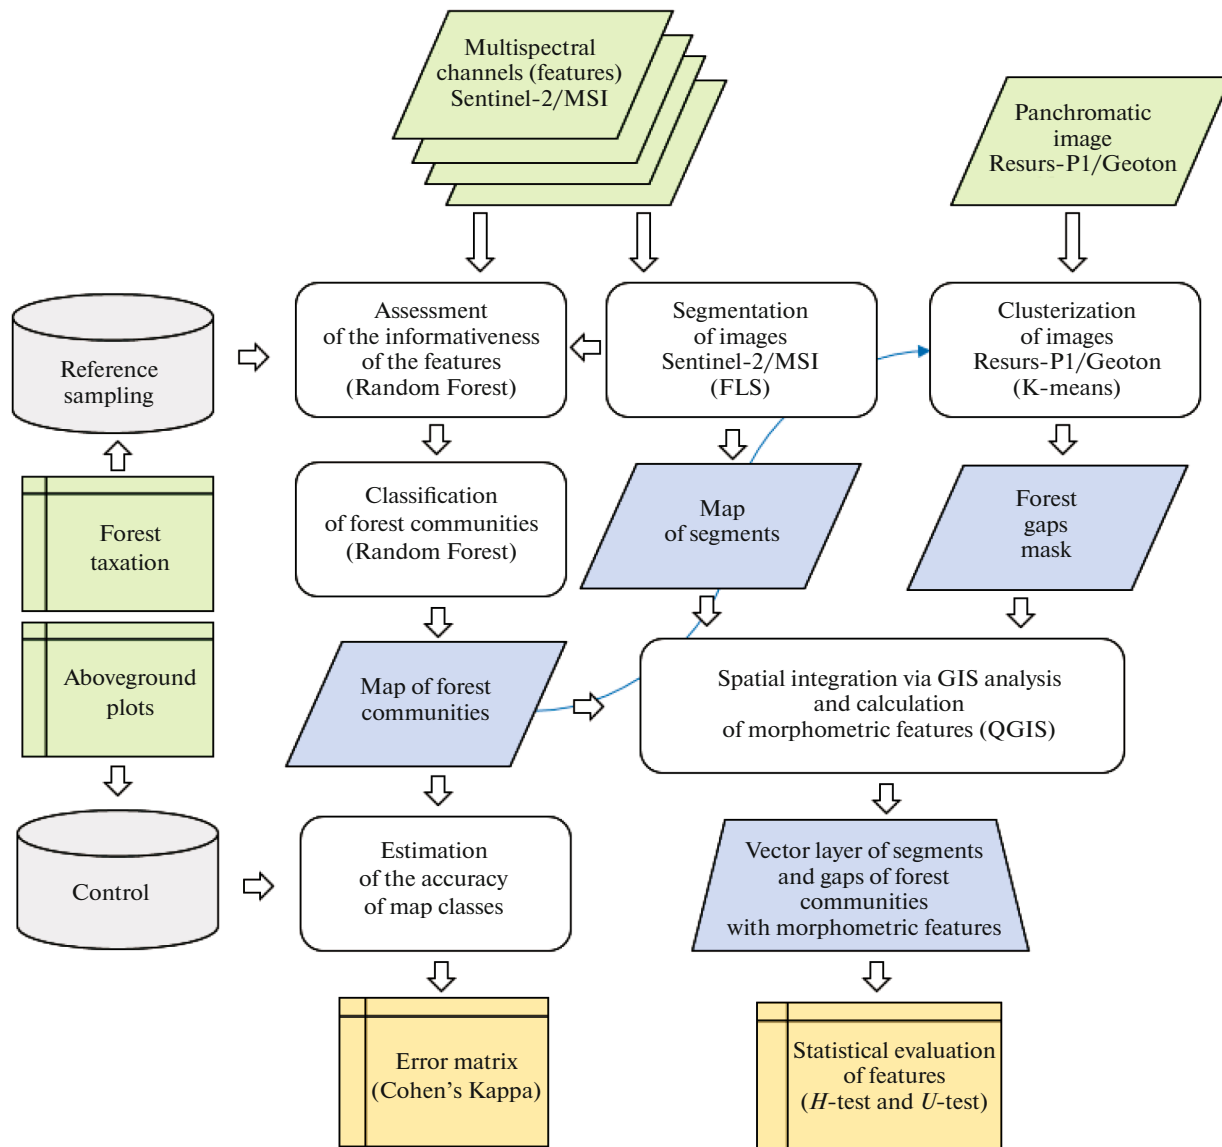 Multispectral
channels (features)
Sentinel-2/MSI
Panchromatic
image
Resurs-P1/Geoton
Reference
sampling
Assessment
of the informativeness
of the features
(Random Forest)
Segmentation
of images
Sentinel-2/MSI
(FLS)
Clusterization
of images
Resurs-P1/Geoton
(K-means)
Forest
taxation
Classification
of forest communities
(Random Forest)
Map
of segments
Forest
gaps
mask
Aboveground
plots
Map of forest
communities
Spatial integration via GIS analysis
and calculation
of morphometric features (QGIS)
Control
Estimation
of the accuracy
of map classes
Vector layer of segments
and gaps of forest
communities
with morphometric features
Error matrix
(Cohen’s Kappa)
Statistical evaluation
of features
(H-test and U-test)